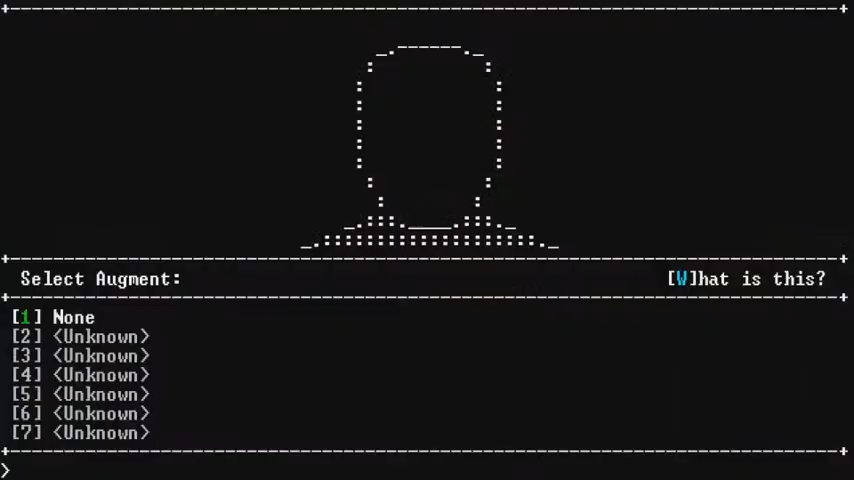 Select Augment: [W]hat is this?
[1] None
[2] <Unknown>
[3] <Unknown>
[4] <Unknown>
[5] <Unknown>
[6] <Unknown>
[7] <Unknown>
>